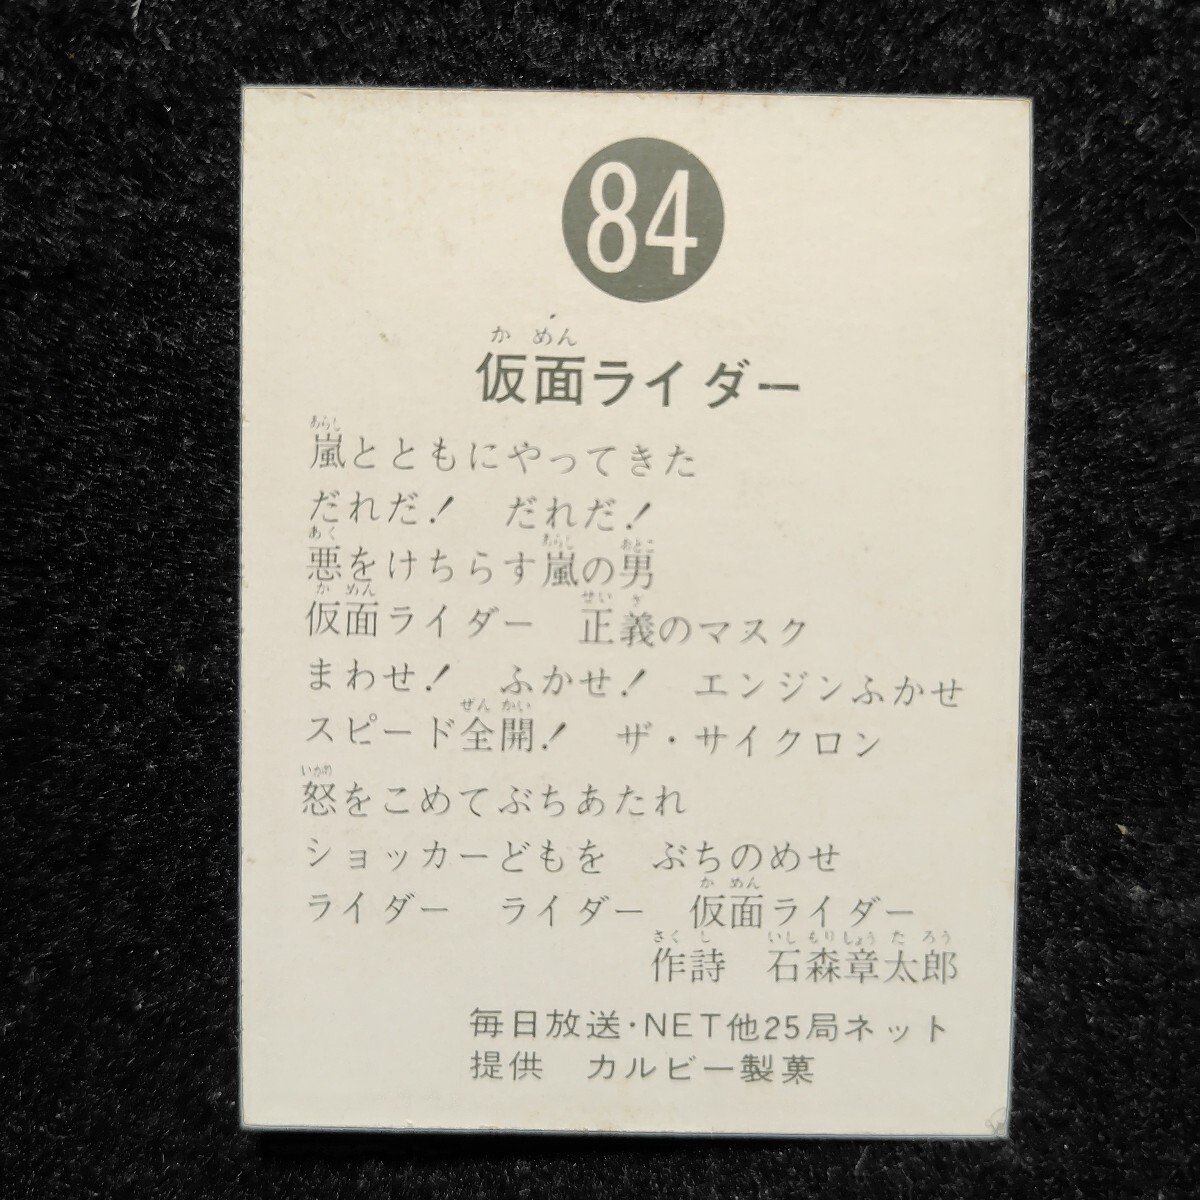 84
かめん
仮面ライダー
あらし
嵐とともにやってきた
だれだ！　だれだ！
あく　あらし　おとこ
悪をけちらす嵐の男
かめん　せいぎ
仮面ライダー　正義のマスク
まわせ！　ふかせ！　エンジンふかせ
ぜんかい
スピード全開！　ザ・サイクロン
いかり
怒をこめてぶちあたれ
ショッカーどもを　ぶちのめせ
かめん
ライダー　ライダー　仮面ライダー
さくし　いしもりしょうたろう
作詩　石森章太郎
毎日放送・NET他25局ネット
提供　カルビー製菓